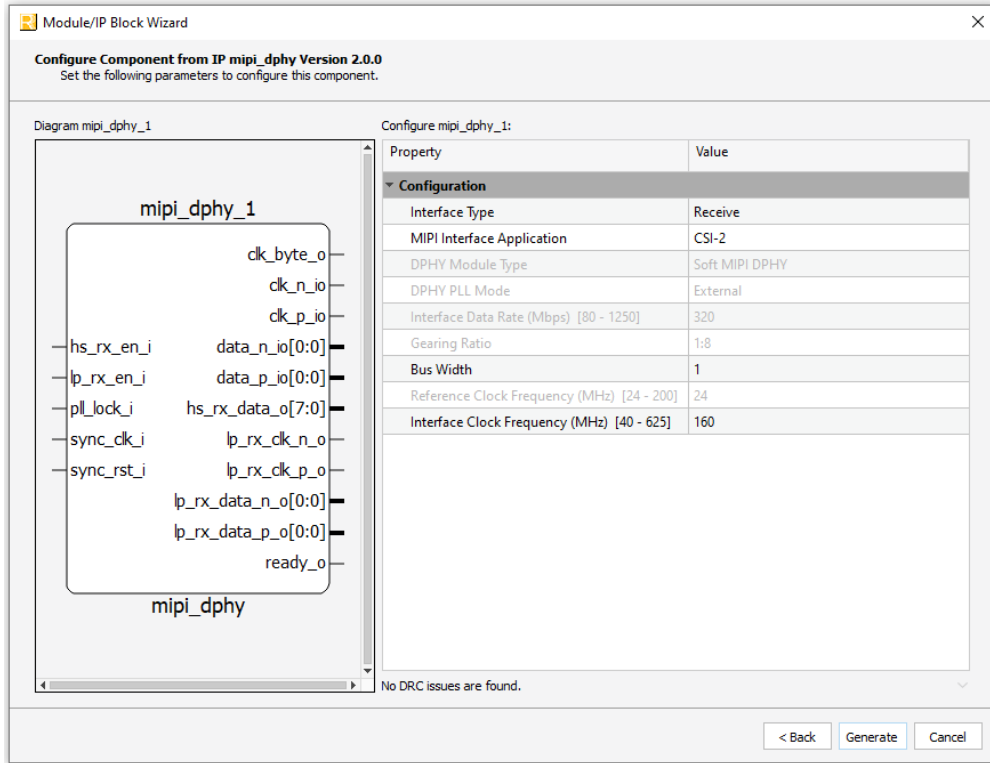 Module/IP Block Wizard
Configure Component from IP mipi_dphy Version 2.0.0
Set the following parameters to configure this component.
Diagram mipi_dphy_1
mipi_dphy_1
clk_byte_o
clk_n_io
clk_p_io
hs_rx_en_i data_n_io[0:0]
lp_rx_en_i data_p_io[0:0]
pll_lock_i hs_rx_data_o[7:0]
sync_clk_i lp_rx_clk_n_o
sync_rst_i lp_rx_clk_p_o
lp_rx_data_n_o[0:0]
lp_rx_data_p_o[0:0]
ready_o
mipi_dphy
Configure mipi_dphy_1:
Property Value
Configuration
Interface Type Receive
MIPI Interface Application CSI-2
DPHY Module Type Soft MIPI DPHY
DPHY PLL Mode External
Interface Data Rate (Mbps) [80 - 1250] 320
Gearing Ratio 1:8
Bus Width 1
Reference Clock Frequency (MHz) [24 - 200] 24
Interface Clock Frequency (MHz) [40 - 625] 160
No DRC issues are found.
< Back Generate Cancel